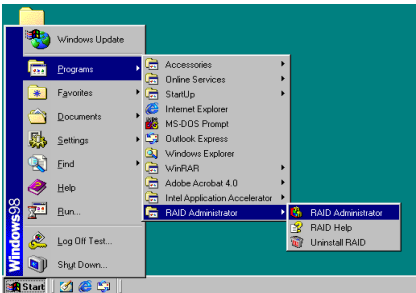 Windows Update
Programs
Favorites
Documents
Settings
Find
Help
Run...
Log Off Test...
Shut Down...
Windows98
Start
Accessories
Online Services
StartUp
Internet Explorer
MS-DOS Prompt
Outlook Express
Windows Explorer
WinRAR
Adobe Acrobat 4.0
Intel Application Accelerator
RAID Administrator
RAID Administrator
RAID Help
Uninstall RAID